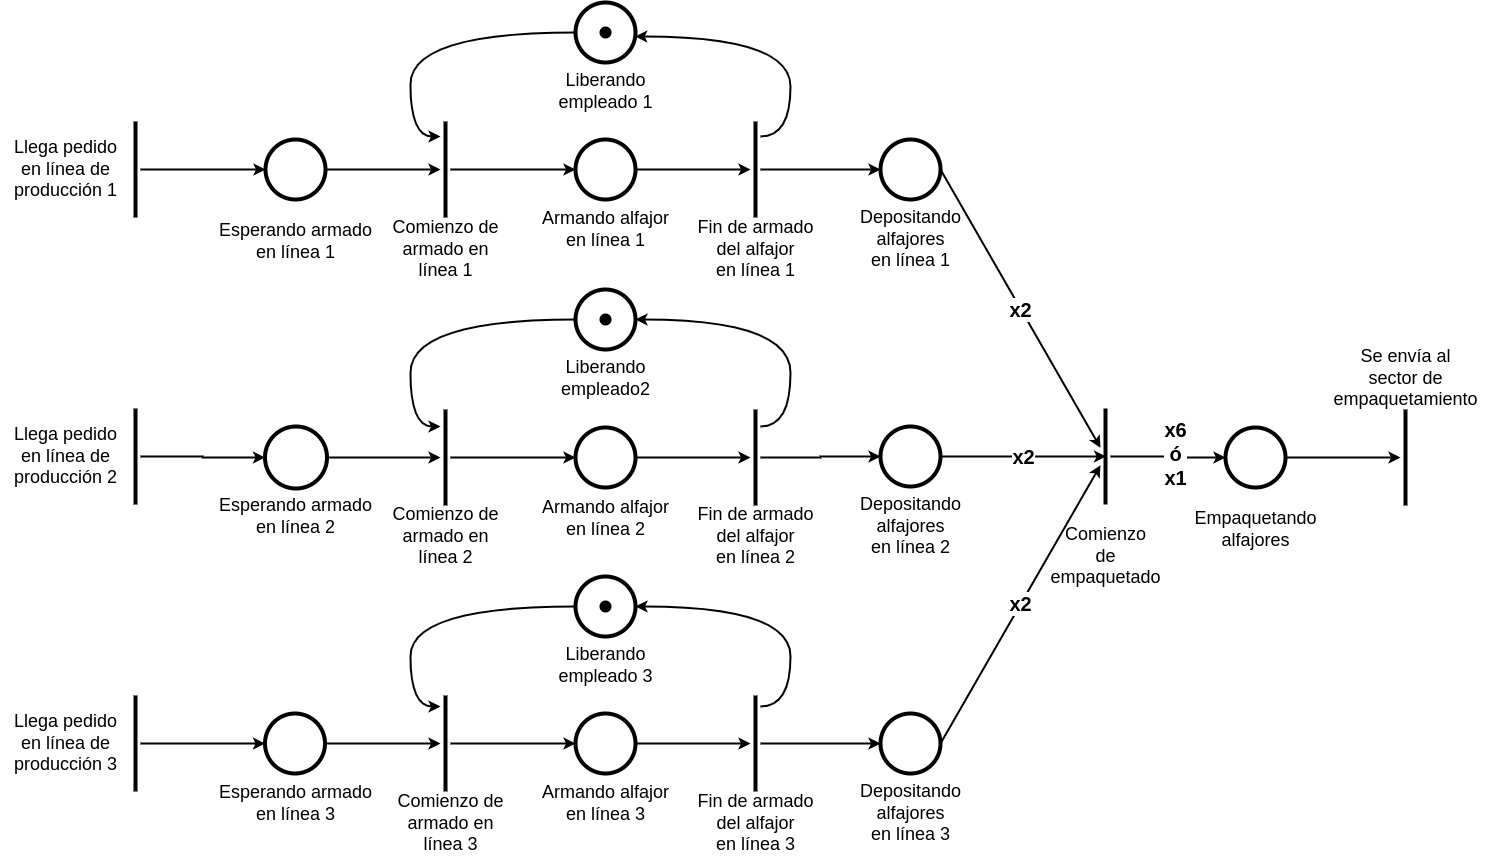 Liberando
empleado 1
Llega pedido
en línea de
producción 1
Esperando armado
en línea 1
Comienzo de
armado en
línea 1
Armando alfajor
en línea 1
Fin de armado
del alfajor
en línea 1
Depositando
alfajores
en línea 1
x2
Liberando
empleado2
Llega pedido
en línea de
producción 2
Esperando armado
en línea 2
Comienzo de
armado en
línea 2
Armando alfajor
en línea 2
Fin de armado
del alfajor
en línea 2
Depositando
alfajores
en línea 2
x2
Comienzo
de
empaquetado
x6
ó
x1
Empaquetando
alfajores
Se envía al
sector de
empaquetamiento
Liberando
empleado 3
x2
Llega pedido
en línea de
producción 3
Esperando armado
en línea 3
Comienzo de
armado en
línea 3
Armando alfajor
en línea 3
Fin de armado
del alfajor
en línea 3
Depositando
alfajores
en línea 3